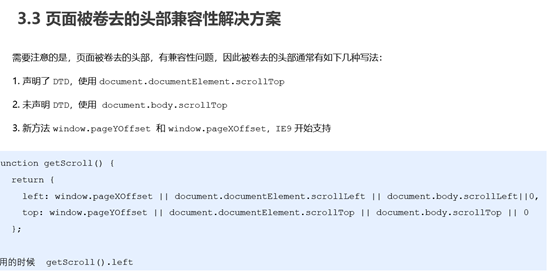 3.3 页面被卷去的头部兼容性解决方案
需要注意的是，页面被卷去的头部，有兼容性问题，因此被卷去的头部通常有如下几种写法：
1. 声明了 DTD，使用 document.documentElement.scrollTop
2. 未声明 DTD，使用 document.body.scrollTop
3. 新方法 window.pageYOffset 和 window.pageXOffset，IE9 开始支持
unction getScroll() {
return {
left: window.pageXOffset || document.documentElement.scrollLeft || document.body.scrollLeft||0,
top: window.pageYOffset || document.documentElement.scrollTop || document.body.scrollTop || 0
};
用的时候 getScroll().left